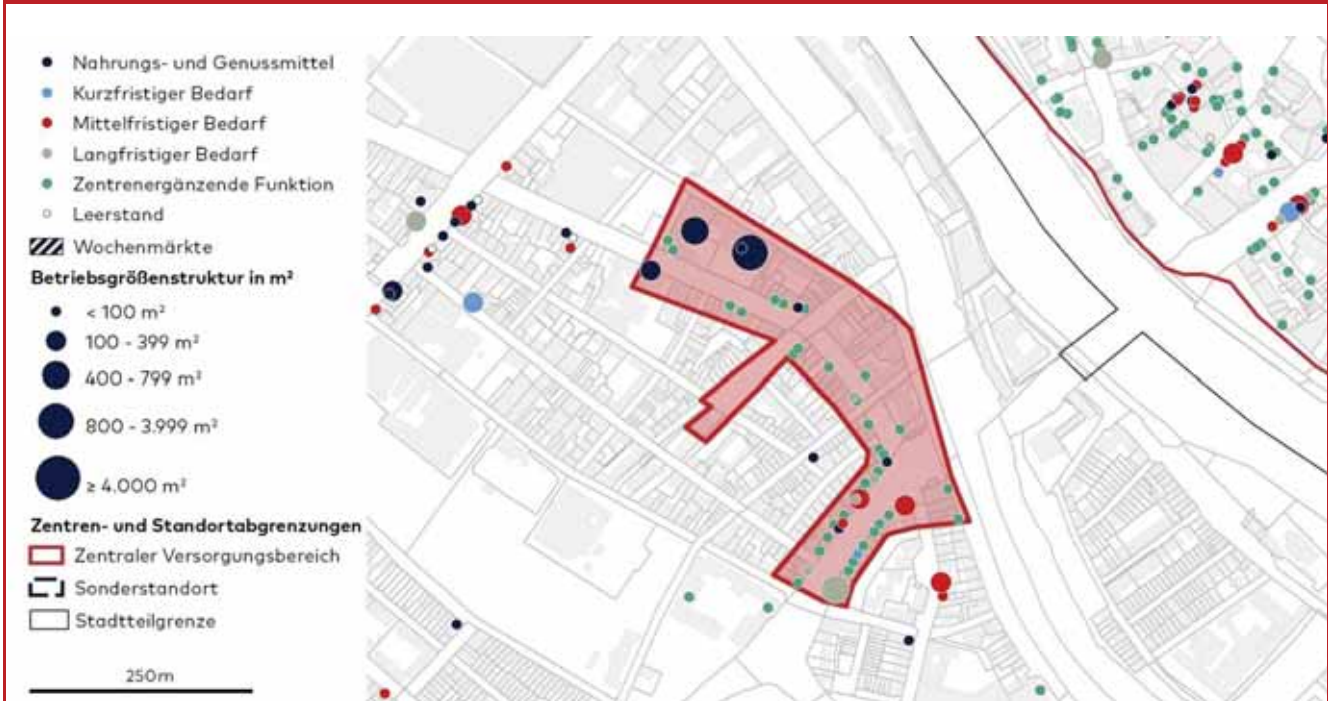 Nahrungs- und Genussmittel
Kurzfristiger Bedarf
Mittelfristiger Bedarf
Langfristiger Bedarf
Zentrenergänzende Funktion
Leerstand
Wochenmärkte
Betriebsgrößenstruktur in m²
< 100 m²
100 - 399 m²
400 - 799 m²
800 - 3.999 m²
≥ 4.000 m²
Zentren- und Standortabgrenzungen
Zentraler Versorgungsbereich
Sonderstandort
Stadtteilgrenze
250m